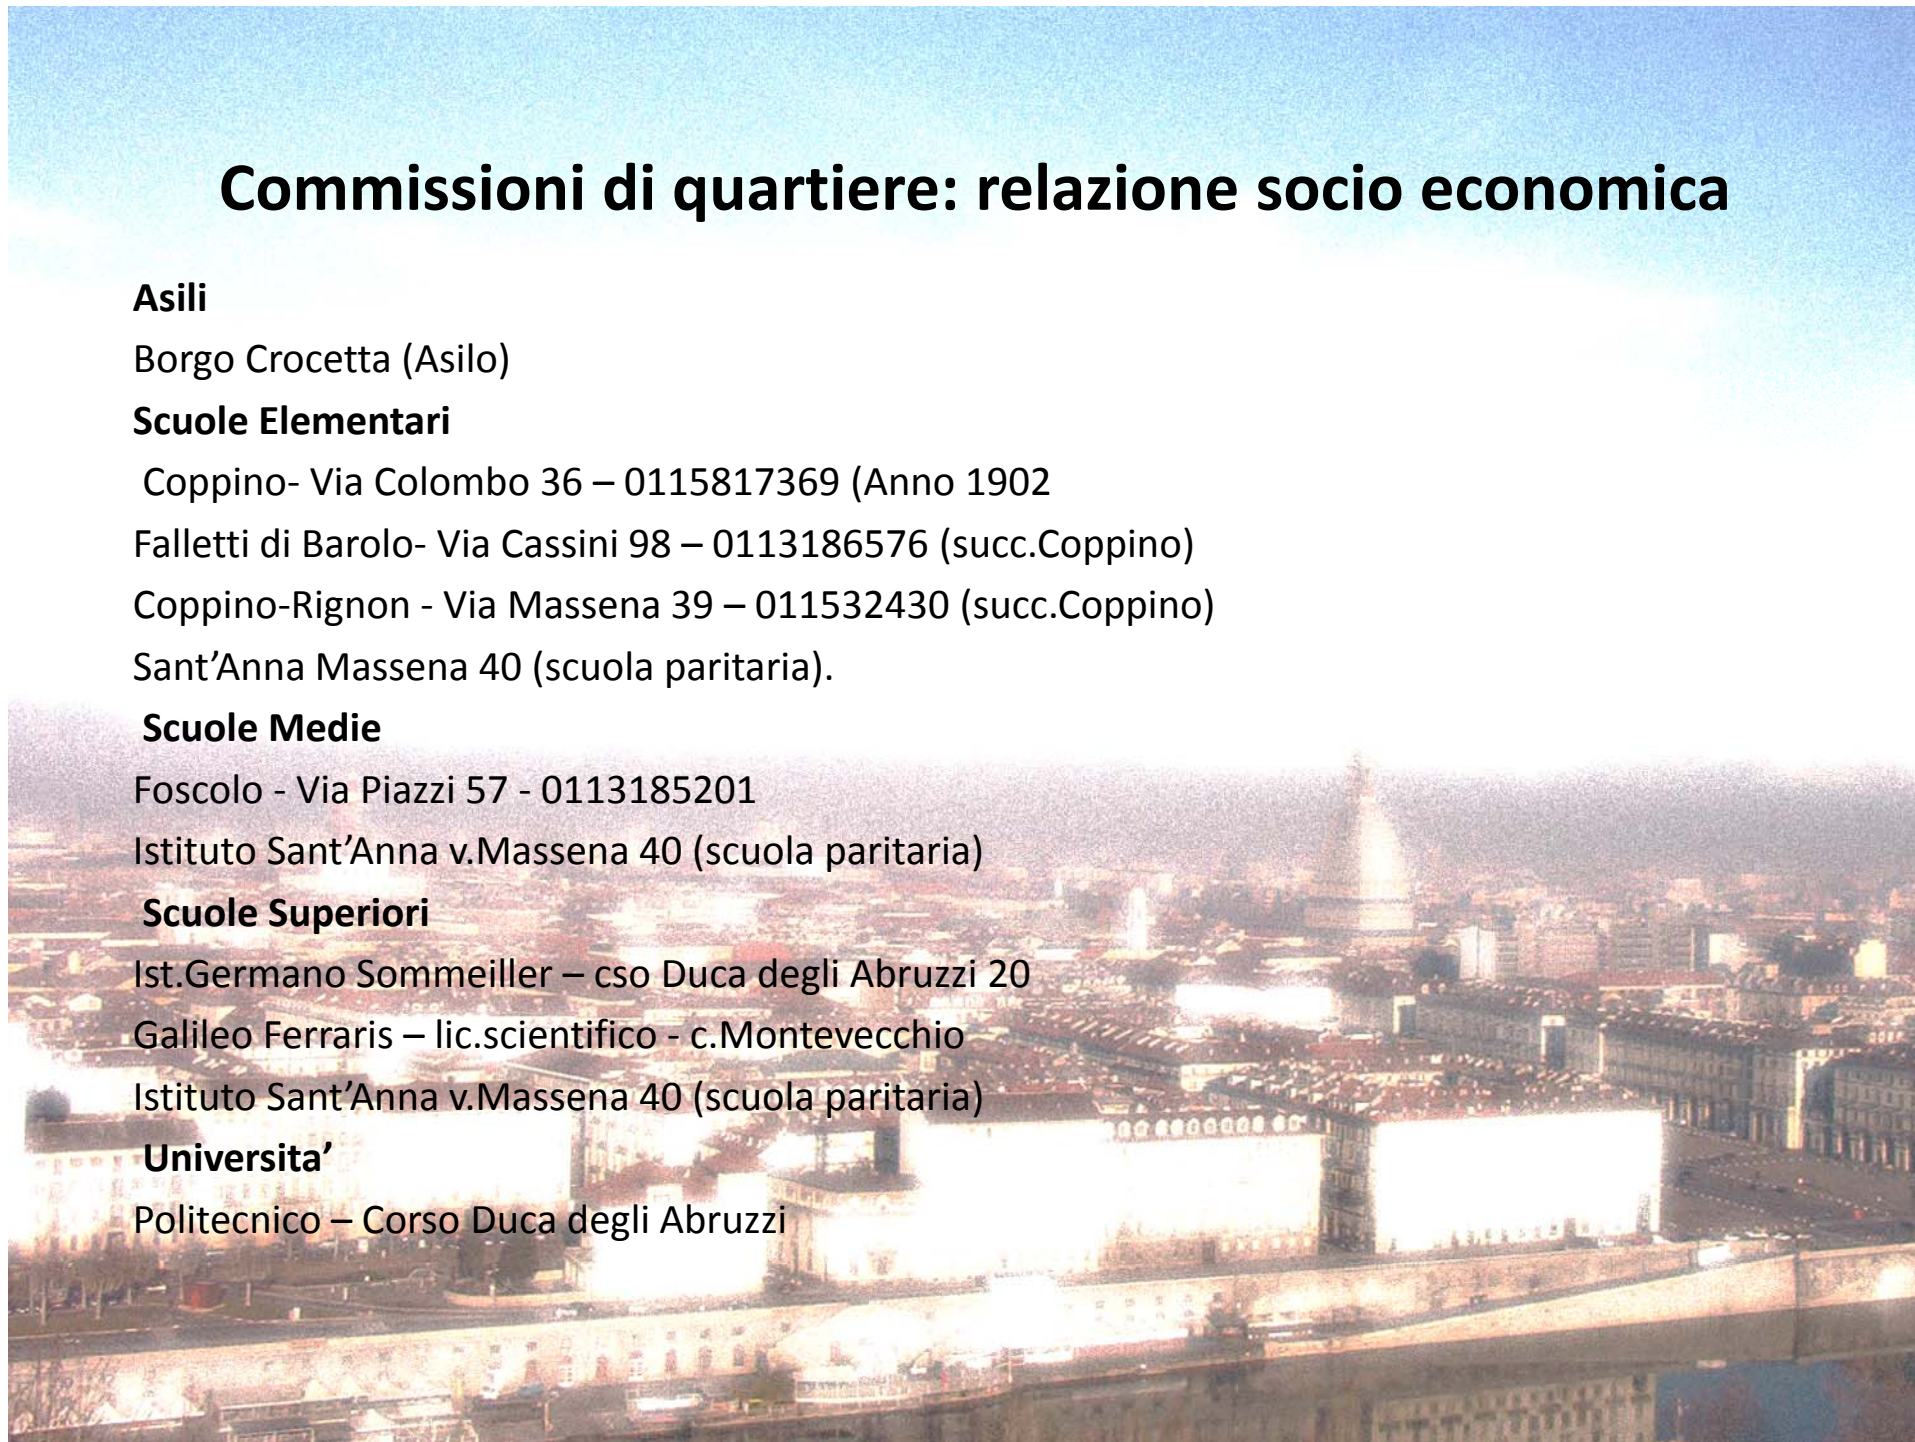 Commissioni di quartiere: relazione socio economica
Asili
Borgo Crocetta (Asilo)
Scuole Elementari
Coppino- Via Colombo 36 – 0115817369 (Anno 1902
Falletti di Barolo- Via Cassini 98 – 0113186576 (succ.Coppino)
Coppino-Rignon - Via Massena 39 – 011532430 (succ.Coppino)
Sant’Anna Massena 40 (scuola paritaria).
Scuole Medie
Foscolo - Via Piazzi 57 - 0113185201
Istituto Sant’Anna v.Massena 40 (scuola paritaria)
Scuole Superiori
Ist.Germano Sommeiller – cso Duca degli Abruzzi 20
Galileo Ferraris – lic.scientifico - c.Montevecchio
Istituto Sant’Anna v.Massena 40 (scuola paritaria)
Universita’
Politecnico – Corso Duca degli Abruzzi